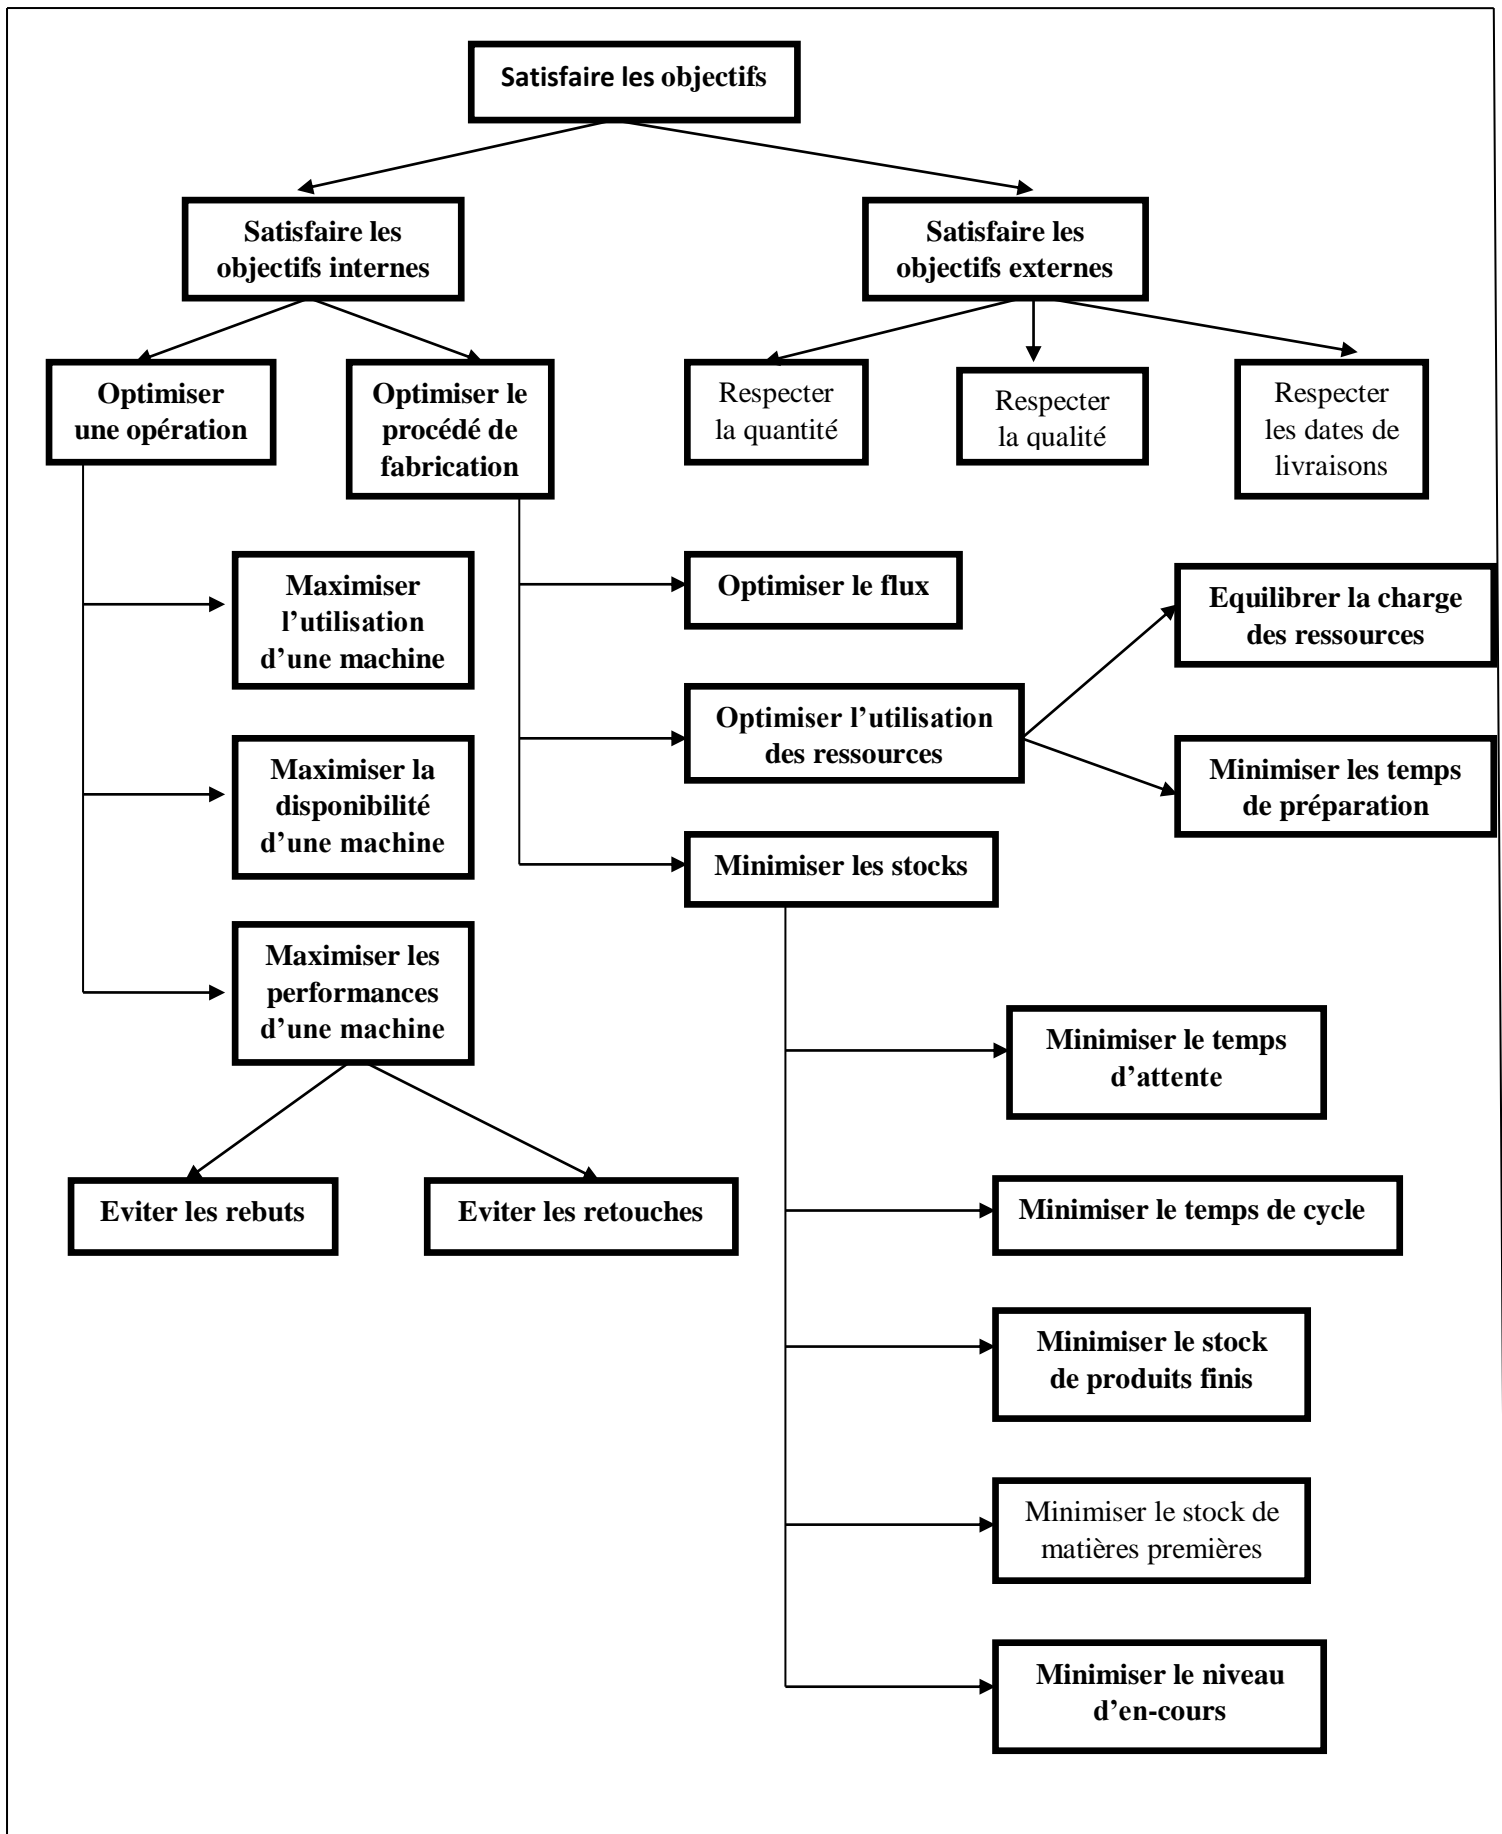 Satisfaire les objectifs
Satisfaire les
objectifs internes
Satisfaire les
objectifs externes
Optimiser
une opération
Optimiser le
procédé de
fabrication
Respecter
la quantité
Respecter
la qualité
Respecter
les dates de
livraisons
Maximiser
l’utilisation
d’une machine
Optimiser le flux
Equilibrer la charge
des ressources
Optimiser l’utilisation
des ressources
Maximiser la
disponibilité
d’une machine
Minimiser les temps
de préparation
Minimiser les stocks
Maximiser les
performances
d’une machine
Minimiser le temps
d’attente
Eviter les rebuts
Eviter les retouches
Minimiser le temps de cycle
Minimiser le stock
de produits finis
Minimiser le stock de
matières premières
Minimiser le niveau
d’en-cours